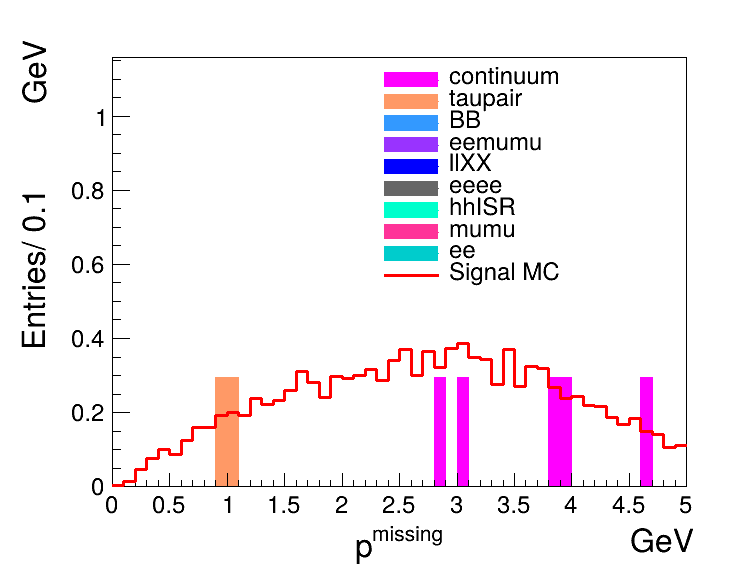 Entries/ 0.1 GeV
continuum
taupair
BB
eemumu
llXX
eeee
hhISR
mumu
ee
Signal MC
1
0.8
0.6
0.4
0.2
0
0 0.5 1 1.5 2 2.5 3 3.5 4 4.5 5
p^missing GeV